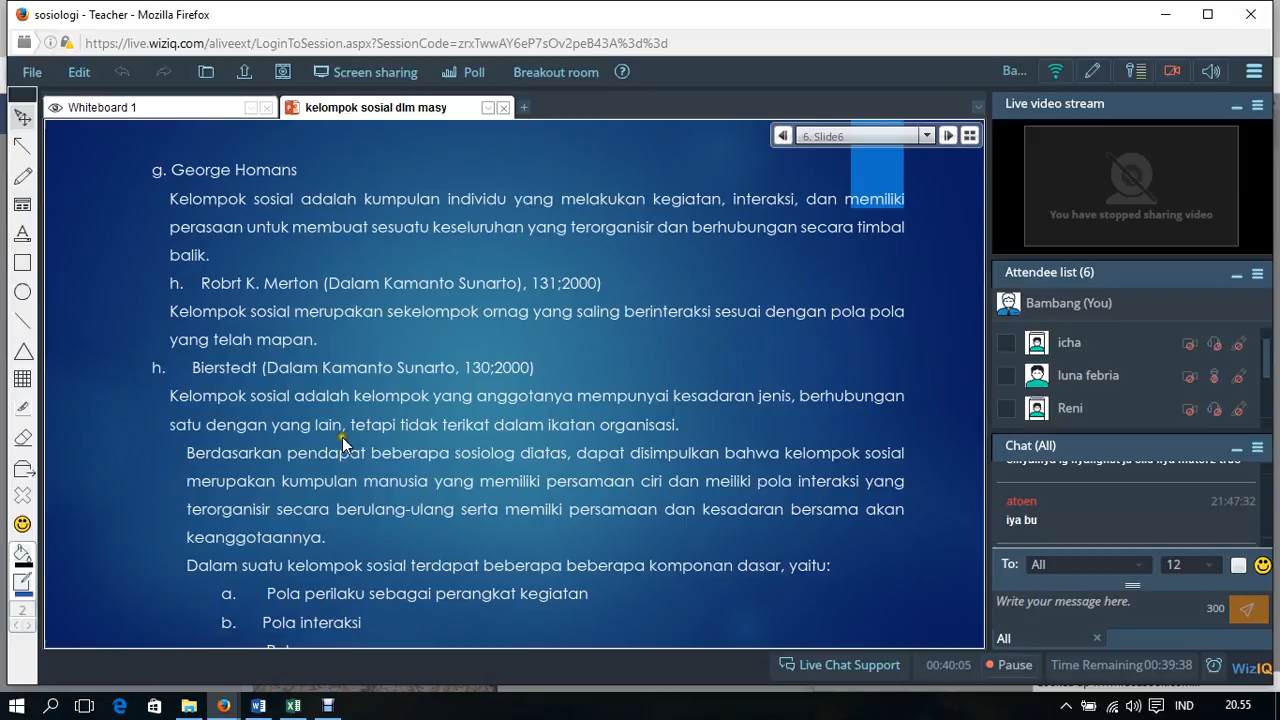 sosiologi - Teacher - Mozilla Firefox
https://live.wiziq.com/aliveext/LoginToSession.aspx?SessionCode=zrxTwwAY6eP7sOv2peB43A%3d%3d
File Edit Screen sharing Poll Breakout room Ba...
Whiteboard 1 kelompok sosial dlm masy
6. Slide6
g. George Homans
Kelompok sosial adalah kumpulan individu yang melakukan kegiatan, interaksi, dan memiliki
perasaan untuk membuat sesuatu keseluruhan yang terorganisir dan berhubungan secara timbal
balik.
h. Robrt K. Merton (Dalam Kamanto Sunarto), 131;2000)
Kelompok sosial merupakan sekelompok ornag yang saling berinteraksi sesuai dengan pola pola
yang telah mapan.
h. Bierstedt (Dalam Kamanto Sunarto, 130;2000)
Kelompok sosial adalah kelompok yang anggotanya mempunyai kesadaran jenis, berhubungan
satu dengan yang lain, tetapi tidak terikat dalam ikatan organisasi.
Berdasarkan pendapat beberapa sosiolog diatas, dapat disimpulkan bahwa kelompok sosial
merupakan kumpulan manusia yang memiliki persamaan ciri dan meiliki pola interaksi yang
terorganisir secara berulang-ulang serta memilki persamaan dan kesadaran bersama akan
keanggotaannya.
Dalam suatu kelompok sosial terdapat beberapa beberapa komponan dasar, yaitu:
a. Pola perilaku sebagai perangkat kegiatan
b. Pola interaksi
2
Live video stream
You have stopped sharing video
Attendee list (6)
Bambang (You)
icha
luna febria
Reni
Chat (All)
atoen 21:47:32
iya bu
To: All 12
Write your message here. 300
All
Live Chat Support 00:40:05 Pause Time Remaining 00:39:38 WizIQ
IND 20.55